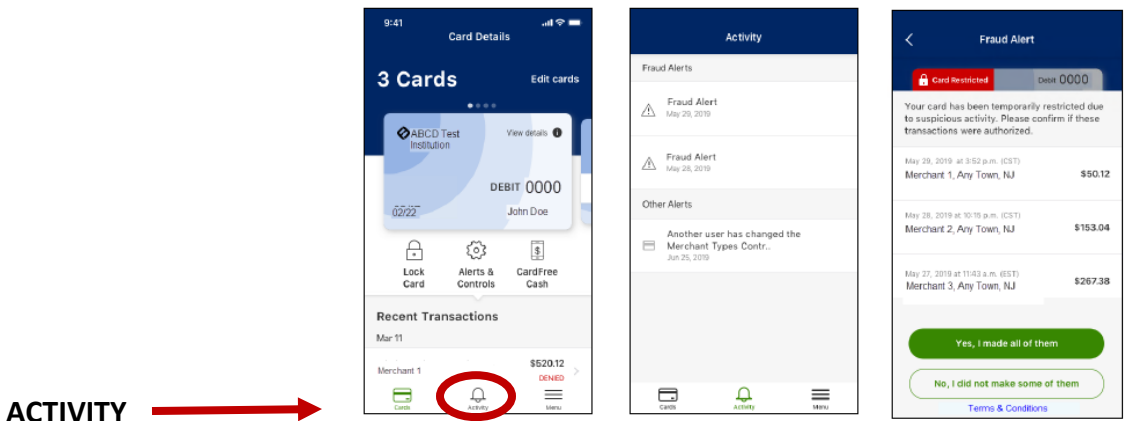 ACTIVITY
9:41
Card Details
3 Cards
Edit cards
ABCD Test
Institution
View details
DEBIT 0000
02/22
John Doe
Lock
Card
Alerts &
Controls
CardFree
Cash
Recent Transactions
Mar 11
Merchant 1
$520.12
DENIED
Cards
Activity
Menu
Activity
Fraud Alerts
Fraud Alert
May 29, 2019
Fraud Alert
May 28, 2019
Other Alerts
Another user has changed the
Merchant Types Contr..
Jun 25, 2019
Cards
Activity
Menu
Fraud Alert
Card Restricted
Debit 0000
Your card has been temporarily restricted due
to suspicious activity. Please confirm if these
transactions were authorized.
May 29, 2019 at 3:52 p.m. (CST)
Merchant 1, Any Town, NJ
$50.12
May 28, 2019 at 10:15 p.m. (CST)
Merchant 2, Any Town, NJ
$153.04
May 27, 2019 at 11:43 a.m. (EST)
Merchant 3, Any Town, NJ
$267.38
Yes, I made all of them
No, I did not make some of them
Terms & Conditions